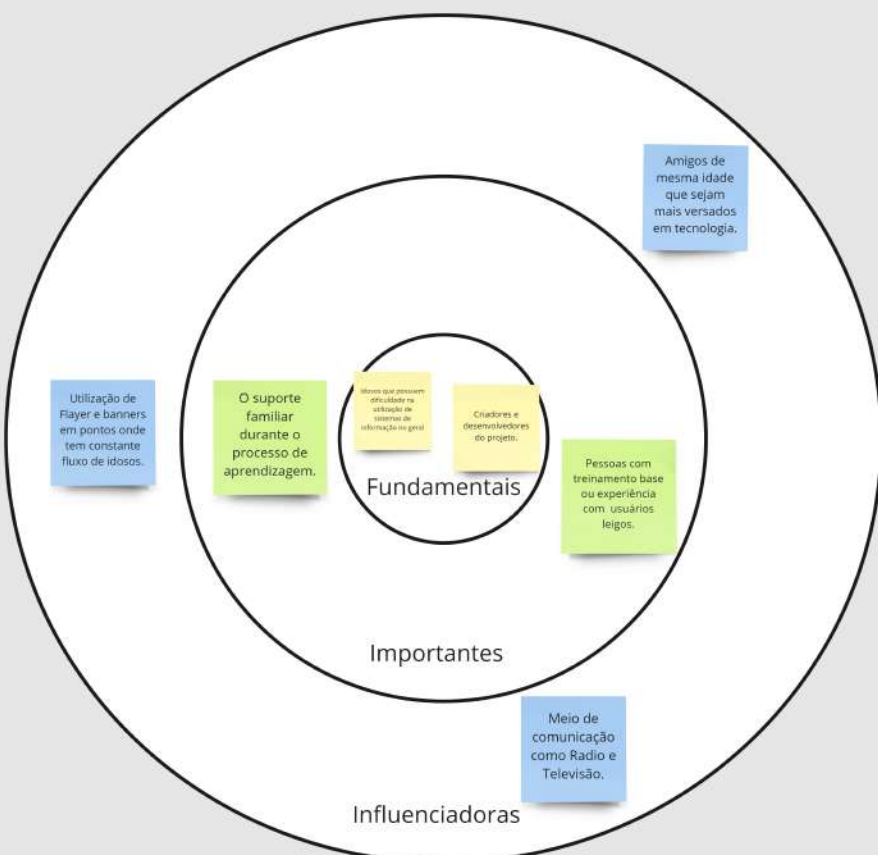 Amigos de
mesma idade
que sejam
mais versados
em tecnologia.
Utilização de
Flayer e banners
em pontos onde
tem constante
fluxo de idosos.
O suporte
familiar
durante o
processo de
aprendizagem.
Idosos que possuem
dificuldade na
utilização de
sistemas de
informação no geral
Criadores e
desenvolvedores
do projeto.
Pessoas com
treinamento base
ou experiência
com usuários
leigos.
Fundamentais
Importantes
Meio de
comunicação
como Radio e
Televisão.
Influenciadoras